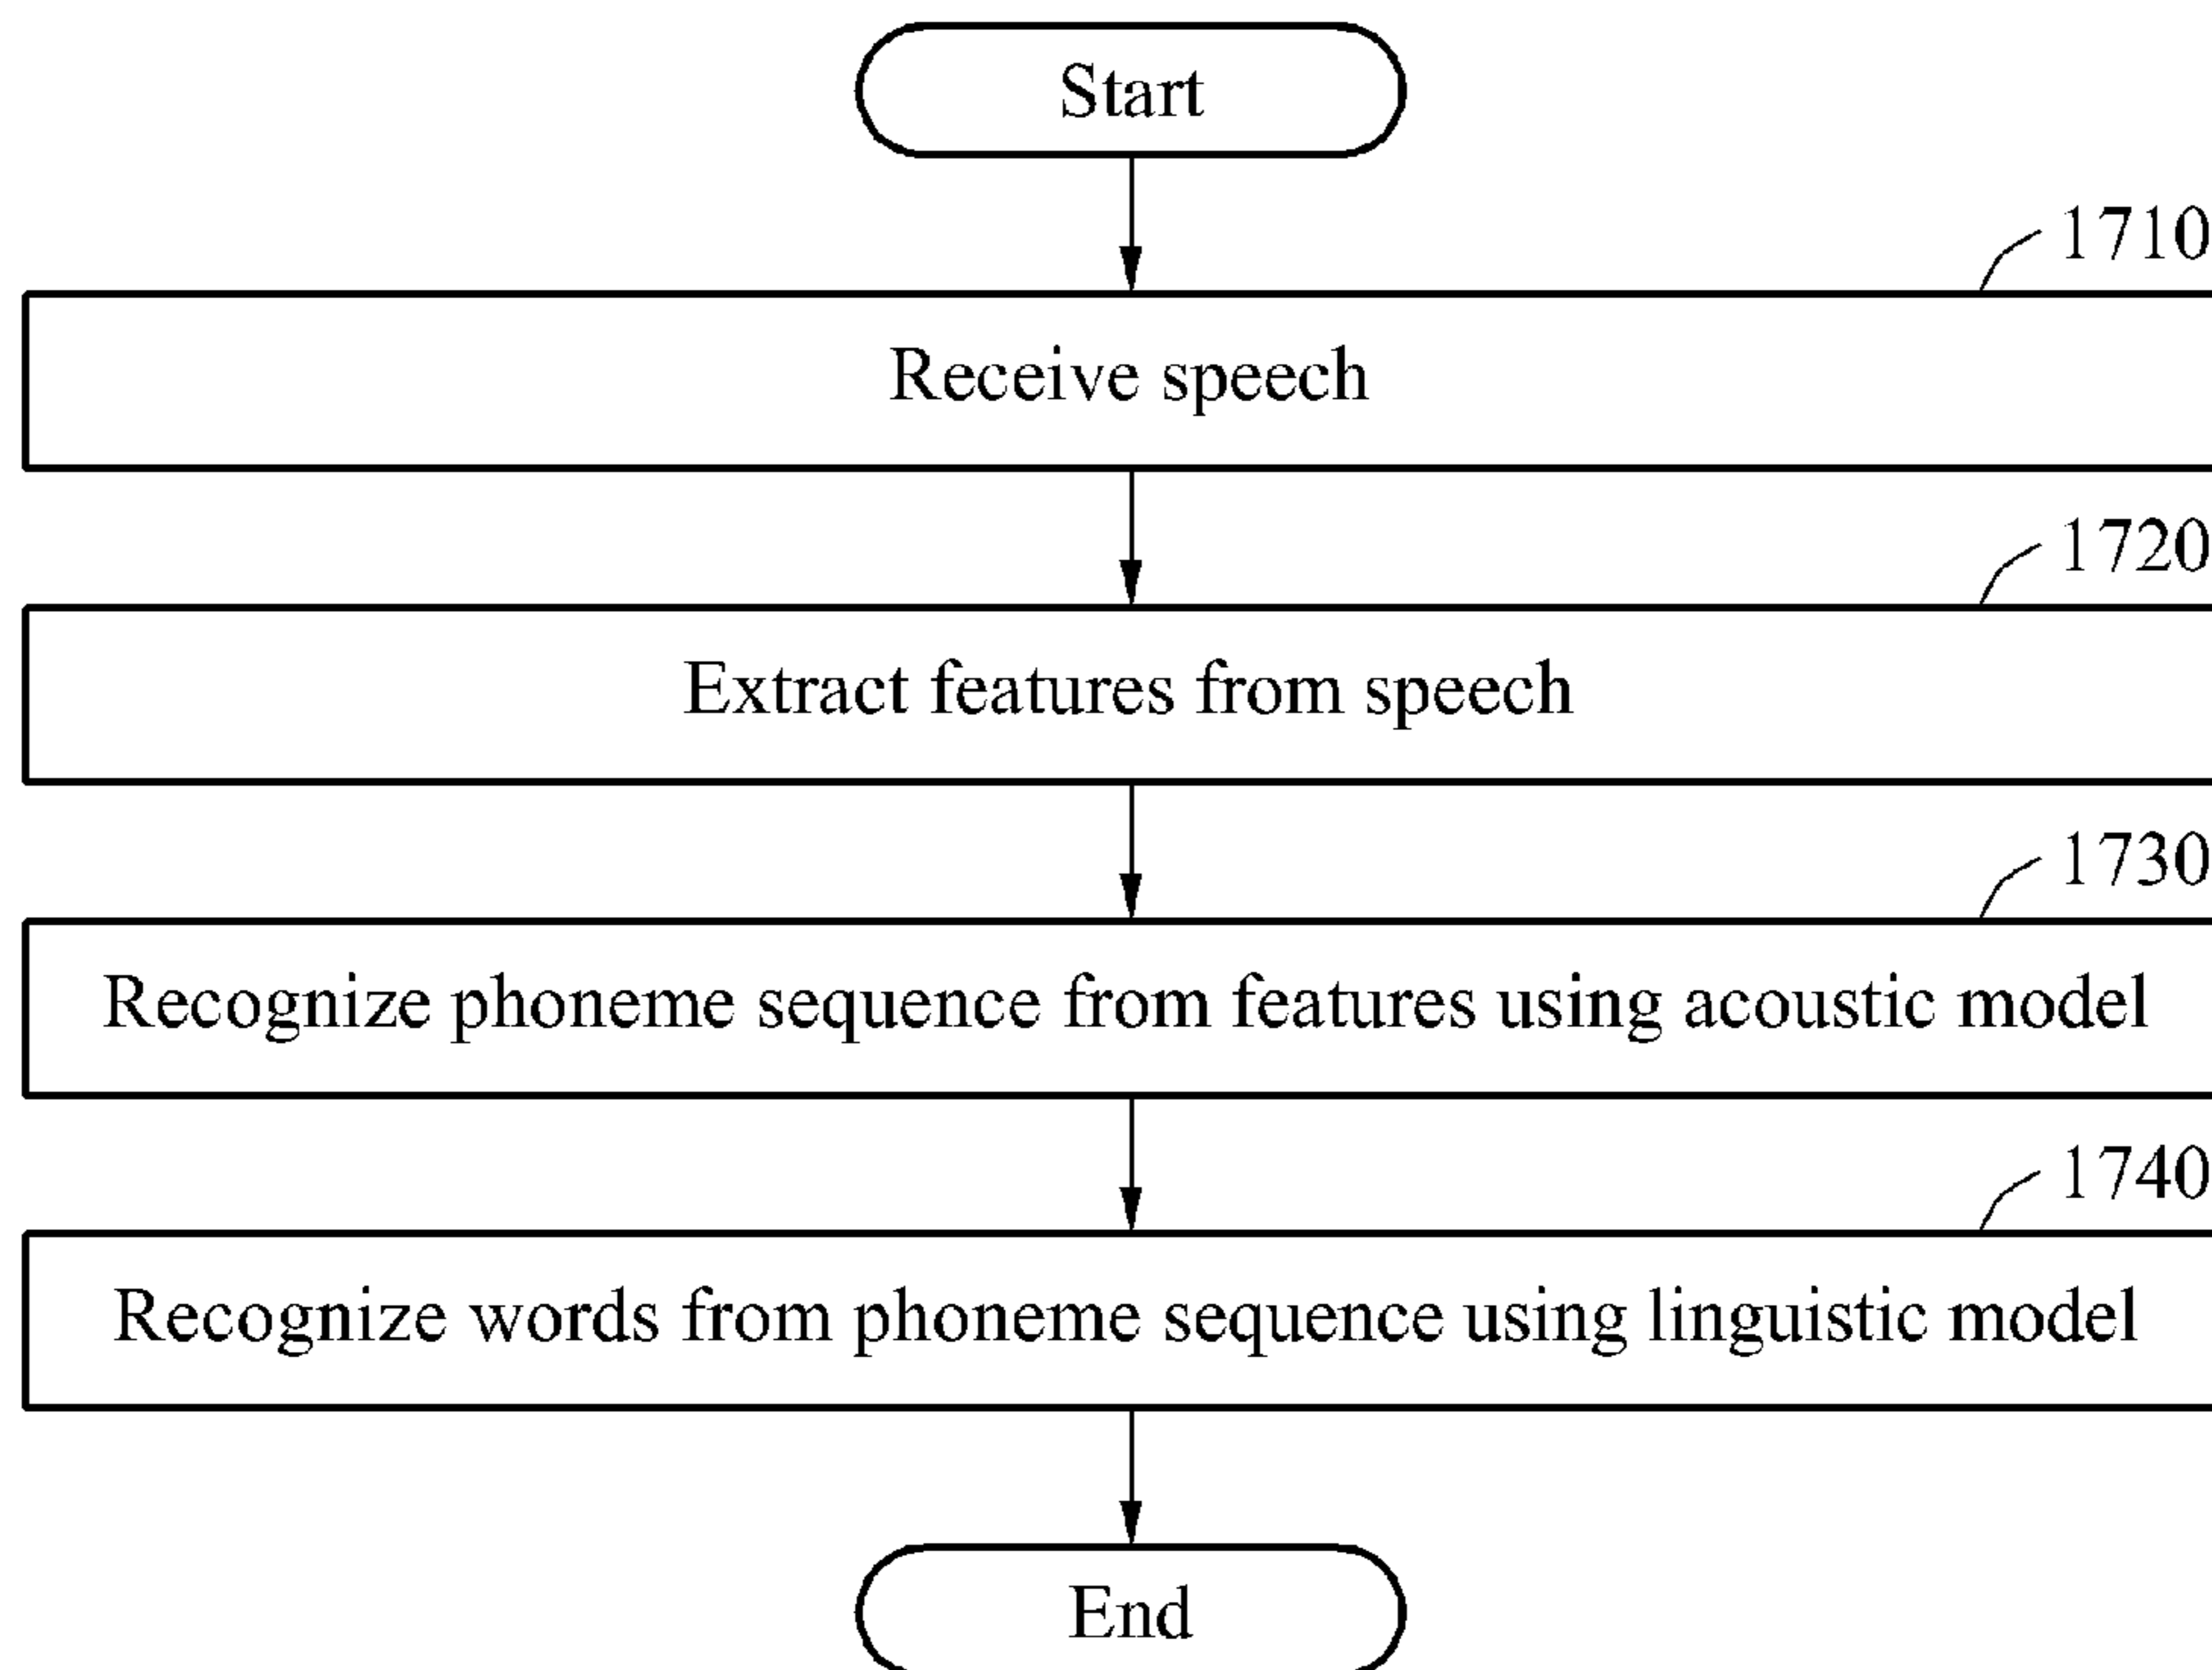 Start
1710
Receive speech
1720
Extract features from speech
1730
Recognize phoneme sequence from features using acoustic model
1740
Recognize words from phoneme sequence using linguistic model
End